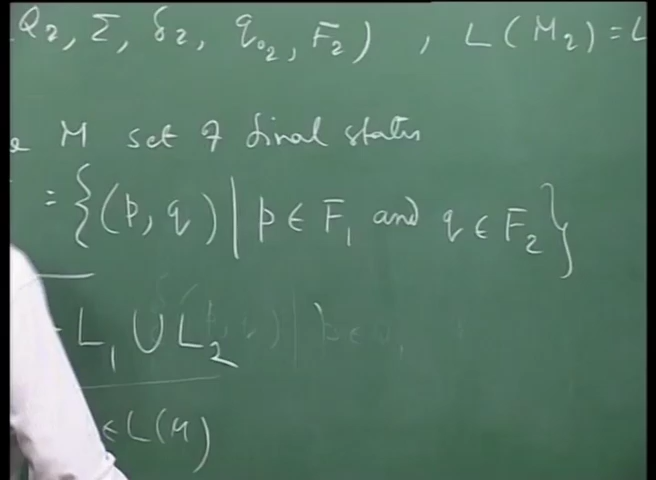 Q₂, Σ, δ₂, q₀₂, F₂) , L(M₂) = L
M set of final states
= {(p, q) | p ∈ F₁ and q ∈ F₂}
L₁ ∪ L₂
∈ L(M)